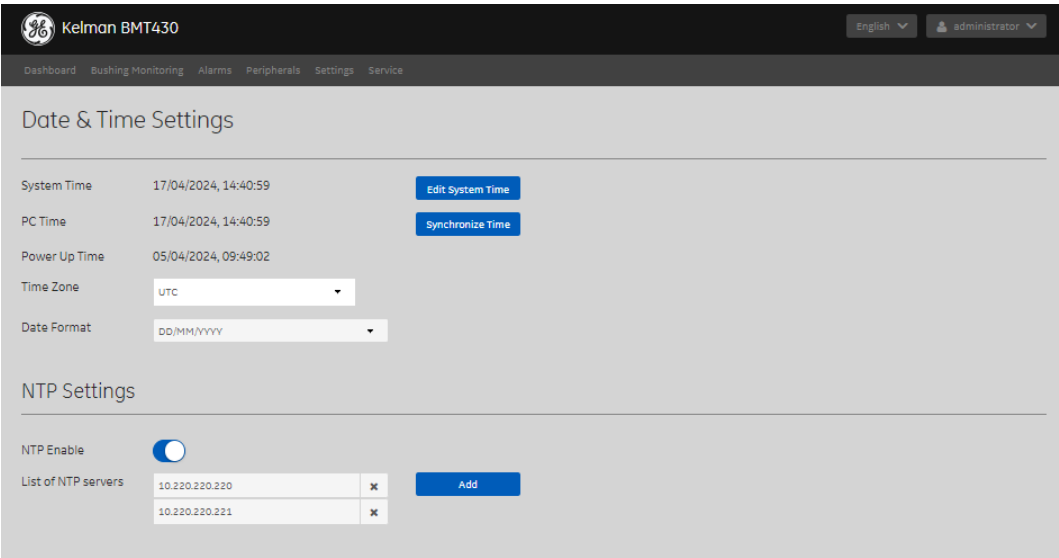 Kelman BMT430 English administrator
Dashboard Bushing Monitoring Alarms Peripherals Settings Service
Date & Time Settings
System Time 17/04/2024, 14:40:59 Edit System Time
PC Time 17/04/2024, 14:40:59 Synchronize Time
Power Up Time 05/04/2024, 09:49:02
Time Zone UTC
Date Format DD/MM/YYYY
NTP Settings
NTP Enable
List of NTP servers 10.220.220.220 Add
10.220.220.221